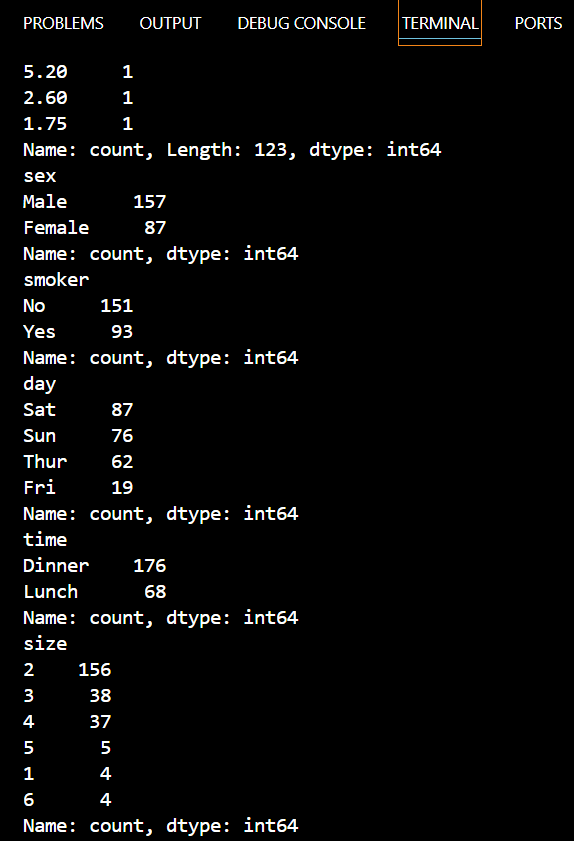 PROBLEMS OUTPUT DEBUG CONSOLE TERMINAL PORTS
5.20     1
2.60     1
1.75     1
Name: count, Length: 123, dtype: int64
sex
Male      157
Female     87
Name: count, dtype: int64
smoker
No     151
Yes     93
Name: count, dtype: int64
day
Sat     87
Sun     76
Thur    62
Fri     19
Name: count, dtype: int64
time
Dinner    176
Lunch      68
Name: count, dtype: int64
size
2    156
3     38
4     37
5      5
1      4
6      4
Name: count, dtype: int64